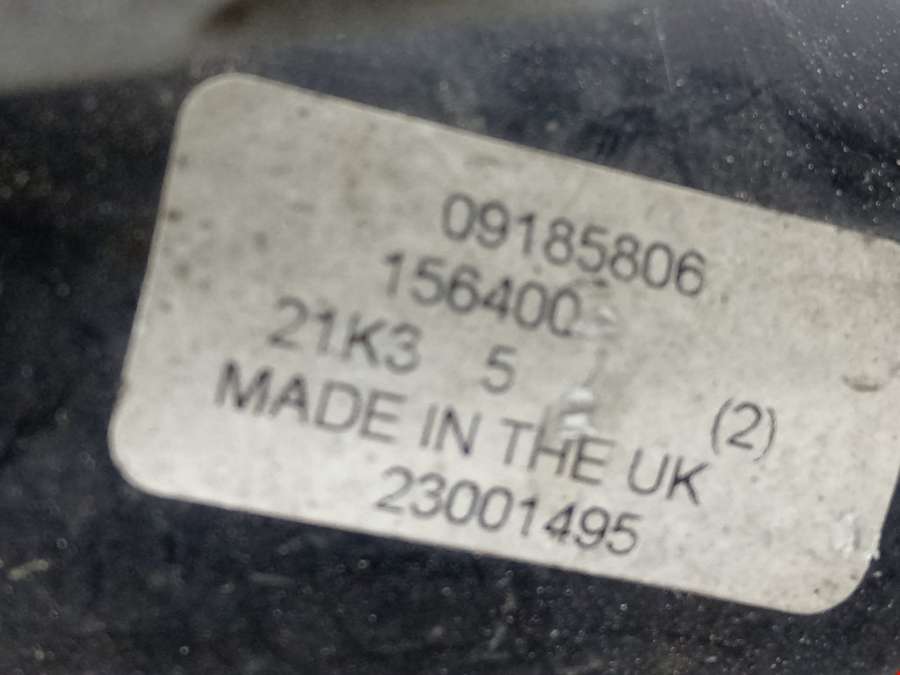 09185806
156400
21K3 5
MADE IN THE UK (2)
23001495